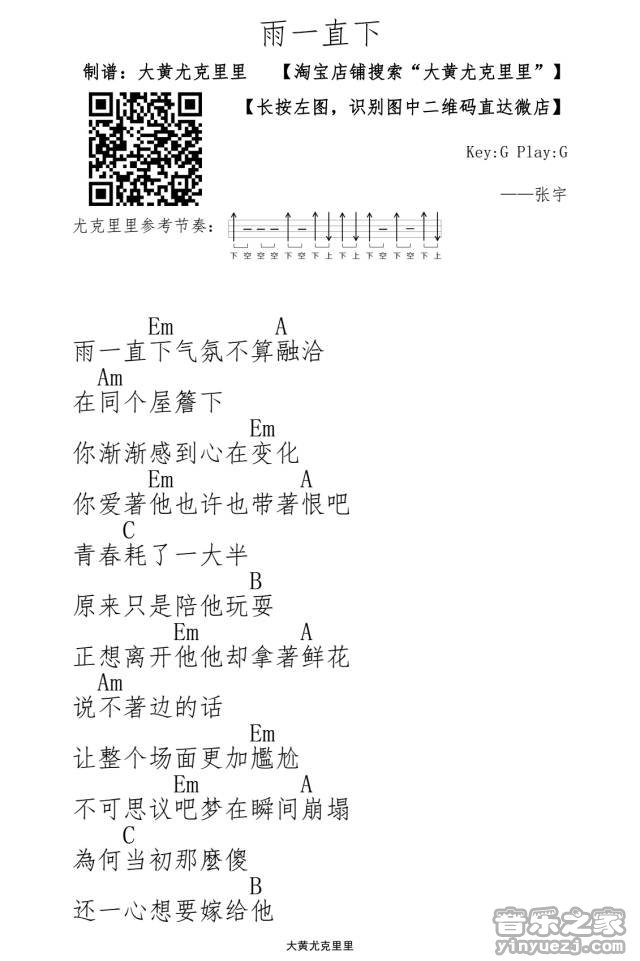 雨一直下
制谱：大黄尤克里里 【淘宝店铺搜索“大黄尤克里里”】
【长按左图，识别图中二维码直达微店】
Key:G Play:G
——张宇
尤克里里参考节奏：
下 空 空 空 下 空 下 上 下 上 下 空 下 空 下 上
Em A
雨一直下气氛不算融洽
Am
在同个屋簷下
Em
你渐渐感到心在变化
Em A
你爱著他也许也带著恨吧
C
青春耗了一大半
B
原来只是陪他玩耍
Em A
正想离开他他却拿著鲜花
Am
说不著边的话
Em
让整个场面更加尴尬
Em A
不可思议吧梦在瞬间崩塌
C
為何当初那麼傻
B
还一心想要嫁给他
大黄尤克里里
音乐之家
yinyuezj.com